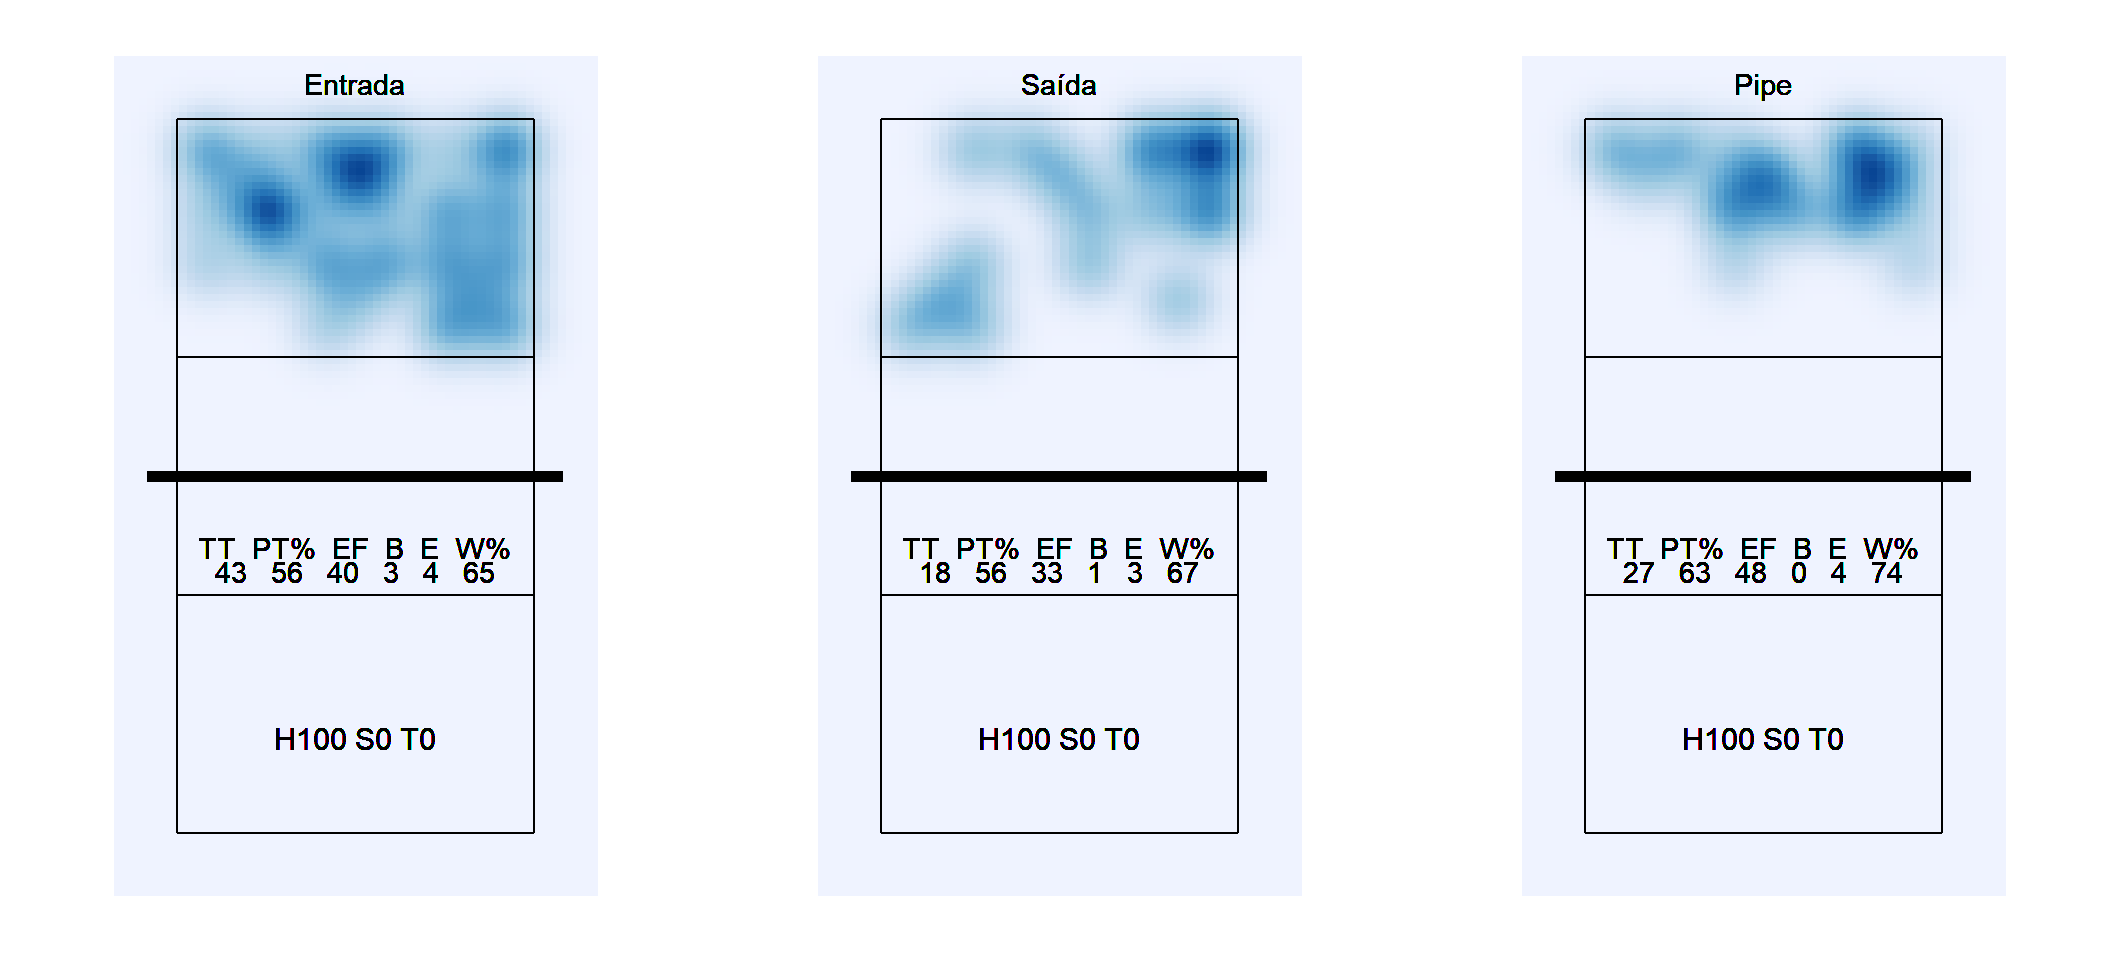 Entrada
TT PT% EF B E W%
43 56 40 3 4 65
H100 S0 T0
Saída
TT PT% EF B E W%
18 56 33 1 3 67
H100 S0 T0
Pipe
TT PT% EF B E W%
27 63 48 0 4 74
H100 S0 T0